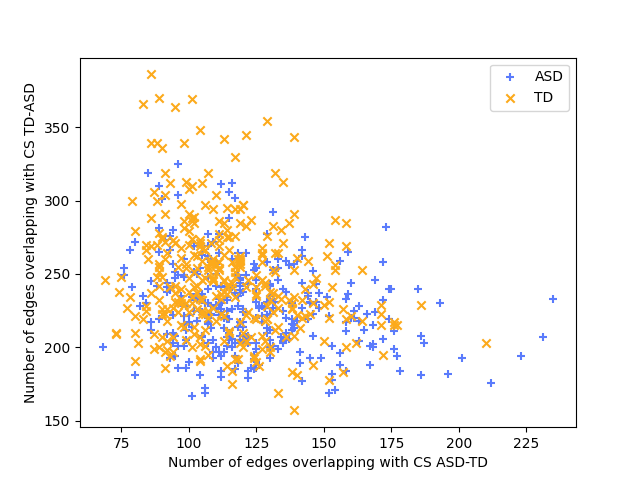 ASD
TD
350
300
250
200
150
75 100 125 150 175 200 225
Number of edges overlapping with CS TD-ASD
Number of edges overlapping with CS ASD-TD